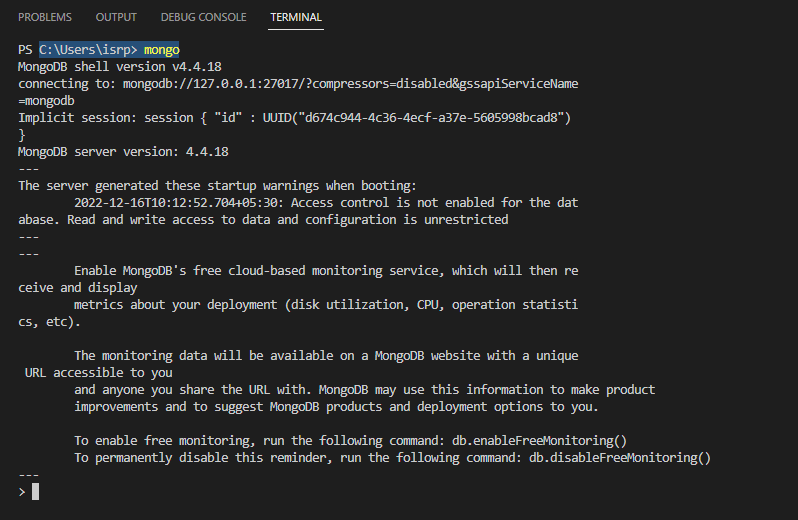 PROBLEMS OUTPUT DEBUG CONSOLE TERMINAL
PS C:\Users\isrp> mongo
MongoDB shell version v4.4.18
connecting to: mongodb://127.0.0.1:27017/?compressors=disabled&gssapiServiceName
=mongodb
Implicit session: session { "id" : UUID("d674c944-4c36-4ecf-a37e-5605998bcad8")
}
MongoDB server version: 4.4.18
---
The server generated these startup warnings when booting:
2022-12-16T10:12:52.704+05:30: Access control is not enabled for the dat
abase. Read and write access to data and configuration is unrestricted
---
---
Enable MongoDB's free cloud-based monitoring service, which will then re
ceive and display
metrics about your deployment (disk utilization, CPU, operation statisti
cs, etc).
The monitoring data will be available on a MongoDB website with a unique
URL accessible to you
and anyone you share the URL with. MongoDB may use this information to make product
improvements and to suggest MongoDB products and deployment options to you.
To enable free monitoring, run the following command: db.enableFreeMonitoring()
To permanently disable this reminder, run the following command: db.disableFreeMonitoring()
---
>